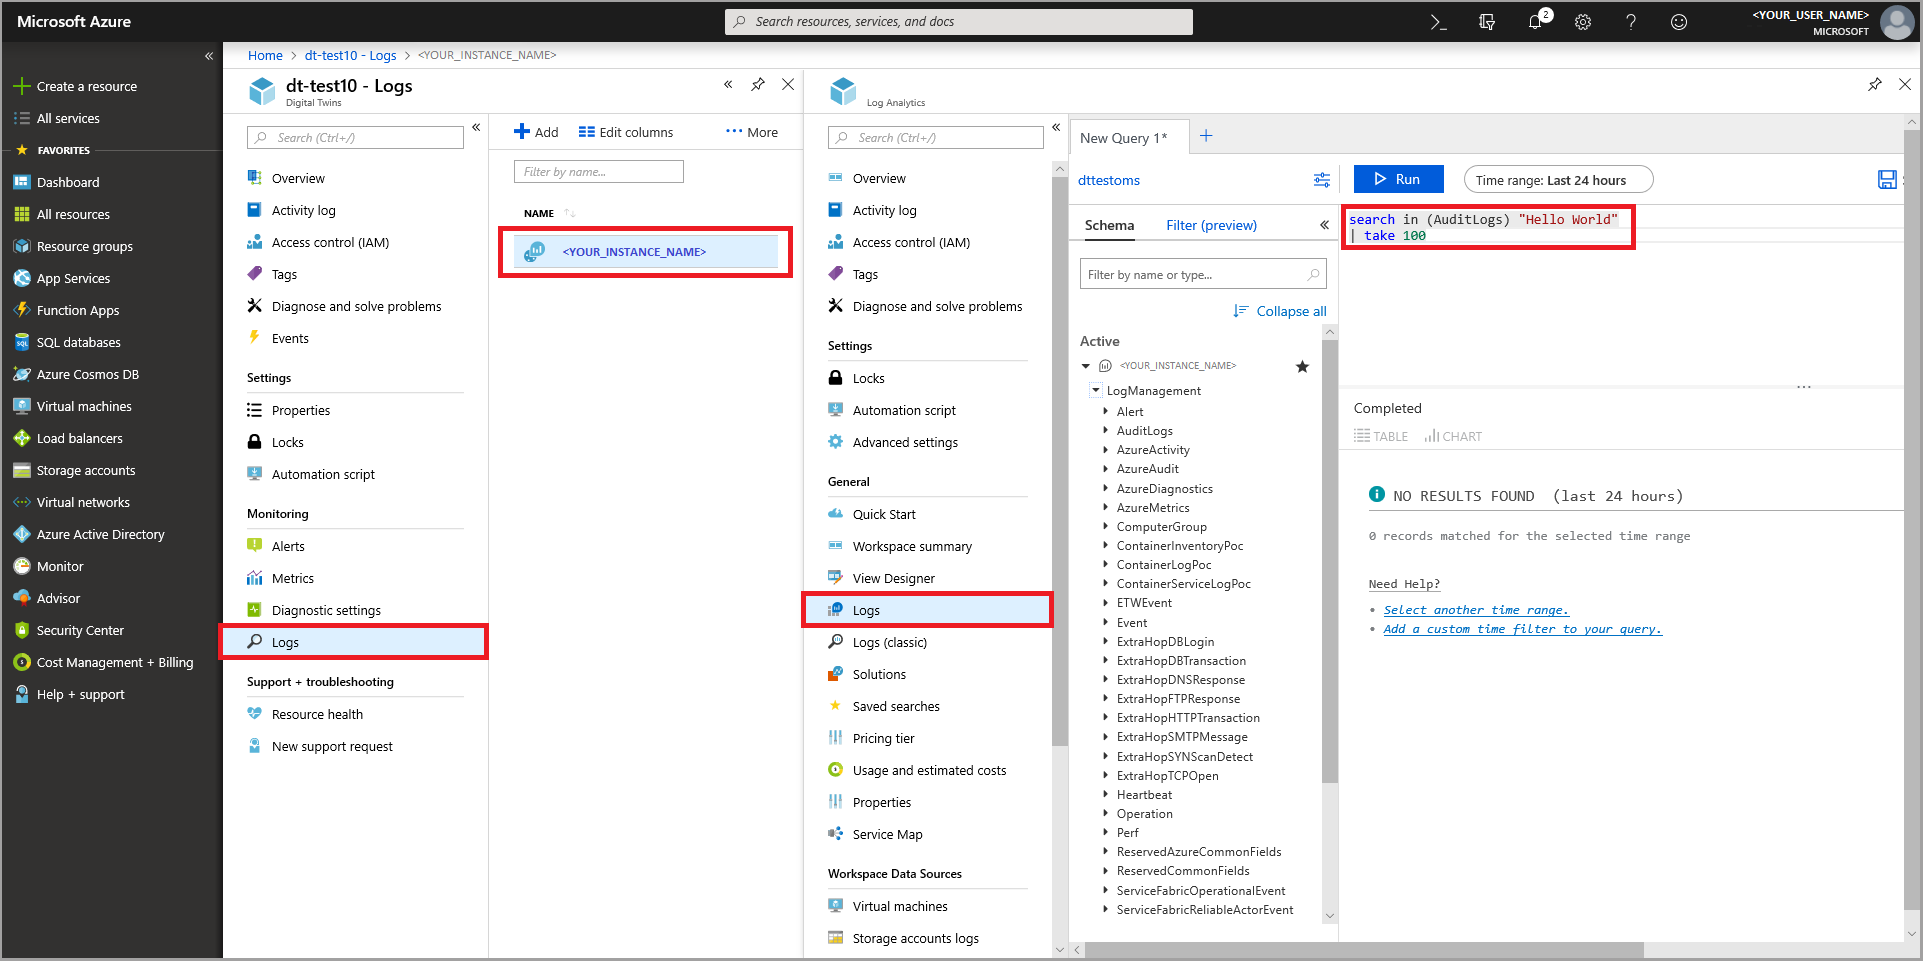 Microsoft Azure
Search resources, services, and docs
2
<YOUR_USER_NAME>
MICROSOFT
Create a resource
All services
FAVORITES
Dashboard
All resources
Resource groups
App Services
Function Apps
SQL databases
Azure Cosmos DB
Virtual machines
Load balancers
Storage accounts
Virtual networks
Azure Active Directory
Monitor
Advisor
Security Center
Cost Management + Billing
Help + support
Home > dt-test10 - Logs > <YOUR_INSTANCE_NAME>
dt-test10 - Logs
Digital Twins
Search (Ctrl+/)
Overview
Activity log
Access control (IAM)
Tags
Diagnose and solve problems
Events
Settings
Properties
Locks
Automation script
Monitoring
Alerts
Metrics
Diagnostic settings
Logs
Support + troubleshooting
Resource health
New support request
Add
Edit columns
More
Filter by name...
NAME
<YOUR_INSTANCE_NAME>
Log Analytics
Search (Ctrl+/)
Overview
Activity log
Access control (IAM)
Tags
Diagnose and solve problems
Settings
Locks
Automation script
Advanced settings
General
Quick Start
Workspace summary
View Designer
Logs
Logs (classic)
Solutions
Saved searches
Pricing tier
Usage and estimated costs
Properties
Service Map
Workspace Data Sources
Virtual machines
Storage accounts logs
New Query 1*
dttestoms
Run
Time range: Last 24 hours
Schema
Filter (preview)
Filter by name or type...
Collapse all
Active
<YOUR_INSTANCE_NAME>
LogManagement
Alert
AuditLogs
AzureActivity
AzureAudit
AzureDiagnostics
AzureMetrics
ComputerGroup
ContainerInventoryPoc
ContainerLogPoc
ContainerServiceLogPoc
ETWEvent
Event
ExtraHopDBLogin
ExtraHopDBTransaction
ExtraHopDNSResponse
ExtraHopFTPResponse
ExtraHopHTTPTransaction
ExtraHopSMTPMessage
ExtraHopSYNScanDetect
ExtraHopTCPOpen
Heartbeat
Operation
Perf
ReservedAzureCommonFields
ReservedCommonFields
ServiceFabricOperationalEvent
ServiceFabricReliableActorEvent
search in (AuditLogs) "Hello World"
| take 100
Completed
TABLE
CHART
NO RESULTS FOUND (last 24 hours)
0 records matched for the selected time range
Need Help?
• Select another time range.
• Add a custom time filter to your query.